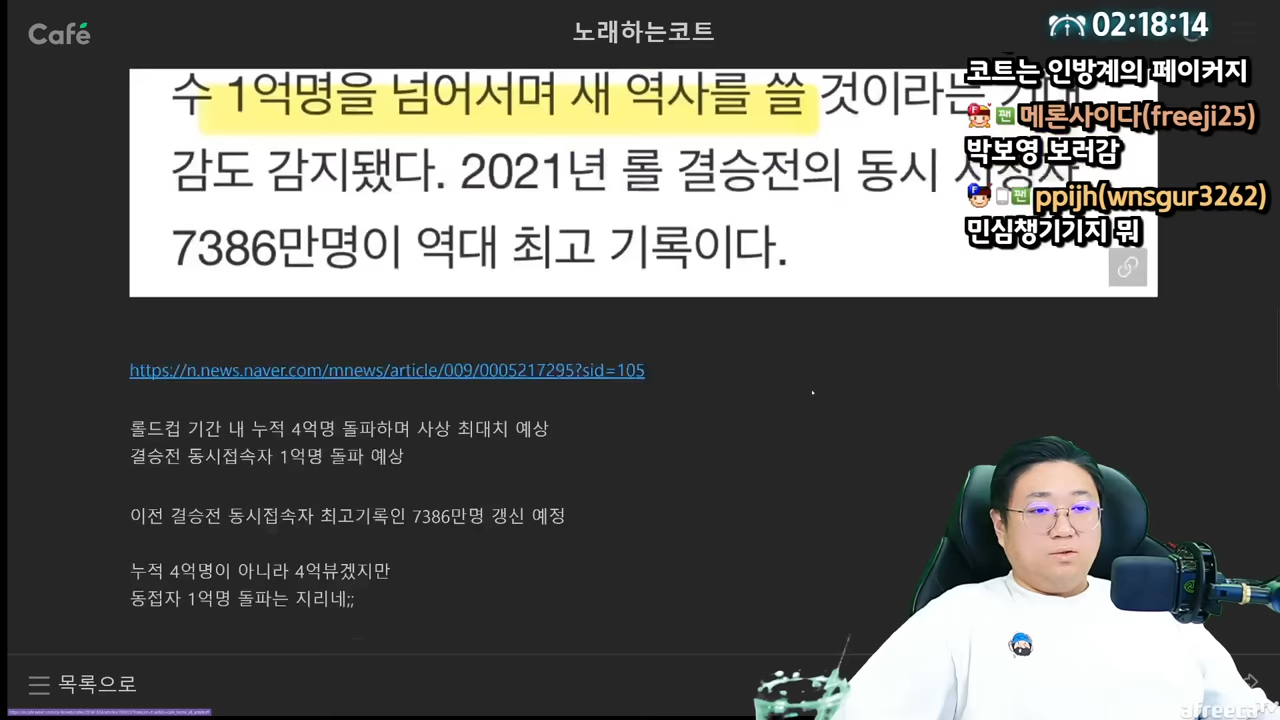 Café
노래하는코트
02:18:14
수 1억명을 넘어서며 새 역사를 쓸 것이라는
감도 감지됐다. 2021년 롤 결승전의 동시 시청자
7386만명이 역대 최고 기록이다.
코트는 인방계의 페이커지
메론사이다(freeji25)
박보영 보러감
ppijh(wnsgur3262)
민심챙기기지 뭐
https://n.news.naver.com/mnews/article/009/0005217295?sid=105
롤드컵 기간 내 누적 4억명 돌파하며 사상 최대치 예상
결승전 동시접속자 1억명 돌파 예상
이전 결승전 동시접속자 최고기록인 7386만명 갱신 예정
누적 4억명이 아니라 4억뷰겠지만
동접자 1억명 돌파는 지리네;;
목록으로
afreecaTV